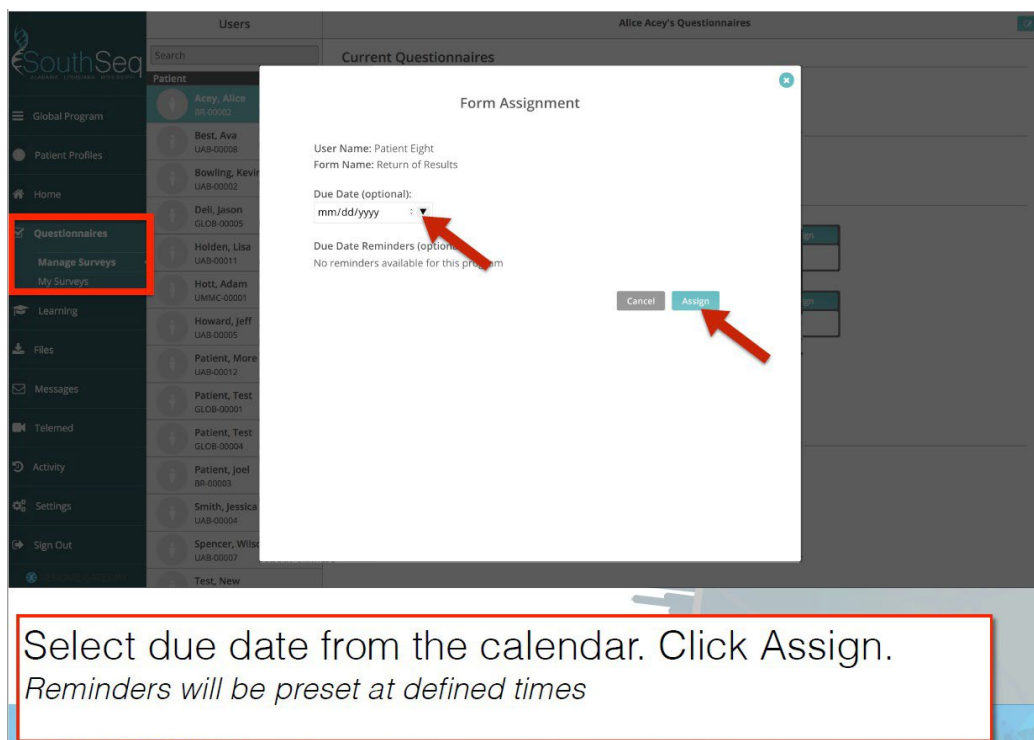 Users
Alice Acey's Questionnaires
SouthSeq
Search
Current Questionnaires
Patient
Acey, Alice
BR-00002
Best, Ava
UAB-00008
Bowling, Kevin
UAB-00002
Deli, Jason
GLOB-00005
Holden, Lisa
UAB-00011
Hott, Adam
UMMC-00001
Howard, Jeff
UAB-00005
Patient, More
UAB-00012
Patient, Test
GLOB-00001
Patient, Test
GLOB-00004
Patient, Joel
BR-00003
Smith, Jessica
UAB-00004
Spencer, Wils
UAB-00007
Test, New
Global Program
Patient Profiles
Home
Questionnaires
Manage Surveys
My Surveys
Learning
Files
Messages
Telemed
Activity
Settings
Sign Out
Form Assignment
User Name: Patient Eight
Form Name: Return of Results
Due Date (optional):
mm/dd/yyyy
Due Date Reminders (option
No reminders available for this program
Cancel Assign
Select due date from the calendar. Click Assign.
Reminders will be preset at defined times